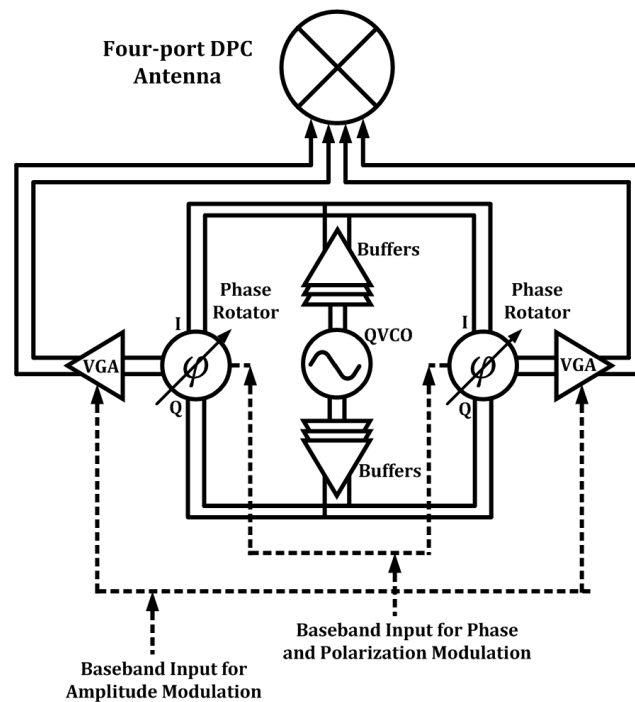 Four-port DPC
Antenna
Buffers
Phase
Rotator
Phase
Rotator
I
QVCO
I
VGA
φ
φ
VGA
Q
Q
Buffers
Baseband Input for Phase
and Polarization Modulation
Baseband Input for
Amplitude Modulation